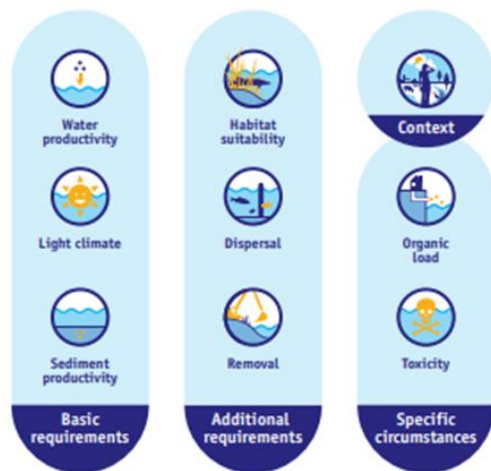 Water
productivity
Light climate
Sediment
productivity
Basic
requirements
Habitat
suitability
Dispersal
Removal
Additional
requirements
Context
Organic
load
Toxicity
Specific
circumstances